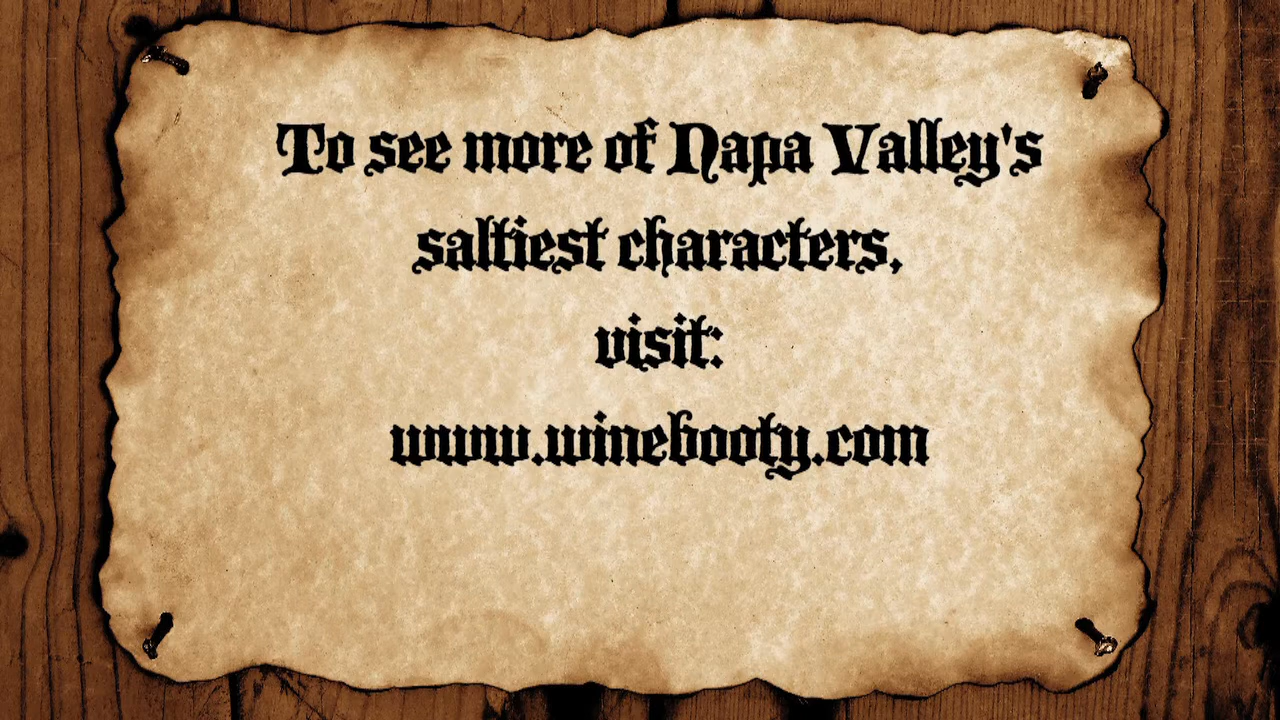 To see more of Napa Valley's
saltiest characters,
visit:
www.winebooty.com